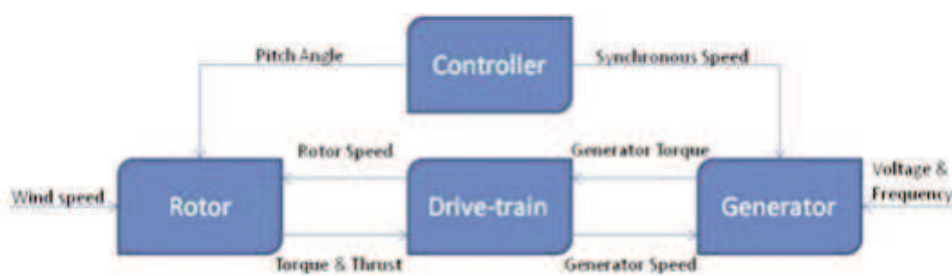 Pitch Angle
Controller
Synchronous Speed
Rotor Speed
Generator Torque
Voltage &
Frequency
Wind speed
Rotor
Drive-train
Generator
Torque & Thrust
Generator Speed